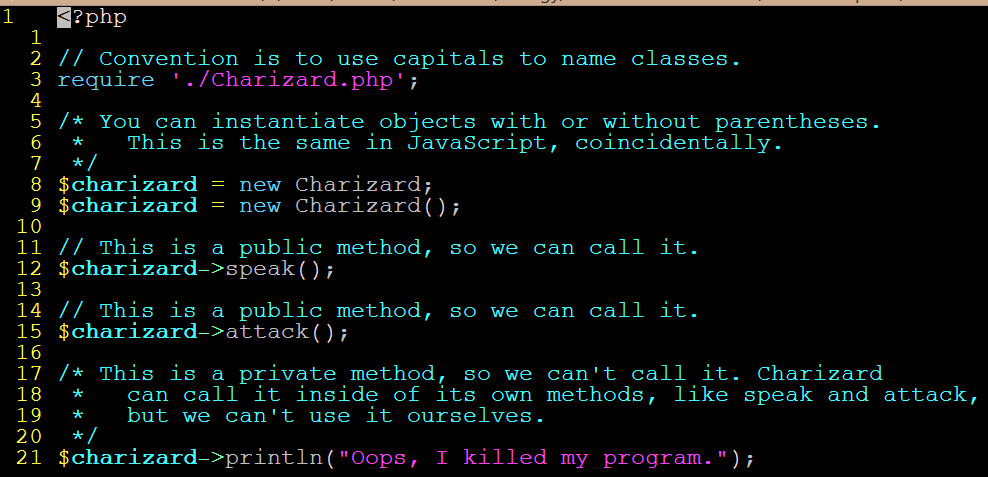 1   <?php
  1
  2 // Convention is to use capitals to name classes.
  3 require './Charizard.php';
  4
  5 /* You can instantiate objects with or without parentheses.
  6  *   This is the same in JavaScript, coincidentally.
  7  */
  8 $charizard = new Charizard;
  9 $charizard = new Charizard();
 10
 11 // This is a public method, so we can call it.
 12 $charizard->speak();
 13
 14 // This is a public method, so we can call it.
 15 $charizard->attack();
 16
 17 /* This is a private method, so we can't call it. Charizard
 18  *   can call it inside of its own methods, like speak and attack,
 19  *   but we can't use it ourselves.
 20  */
 21 $charizard->println("Oops, I killed my program.");